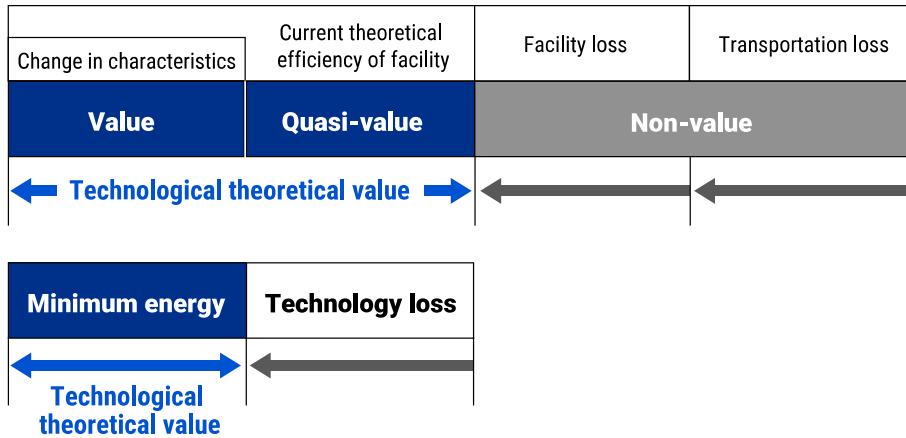 Change in characteristics
Current theoretical
efficiency of facility
Facility loss
Transportation loss
Value
Quasi-value
Non-value
Technological theoretical value
Minimum energy
Technology loss
Technological
theoretical value